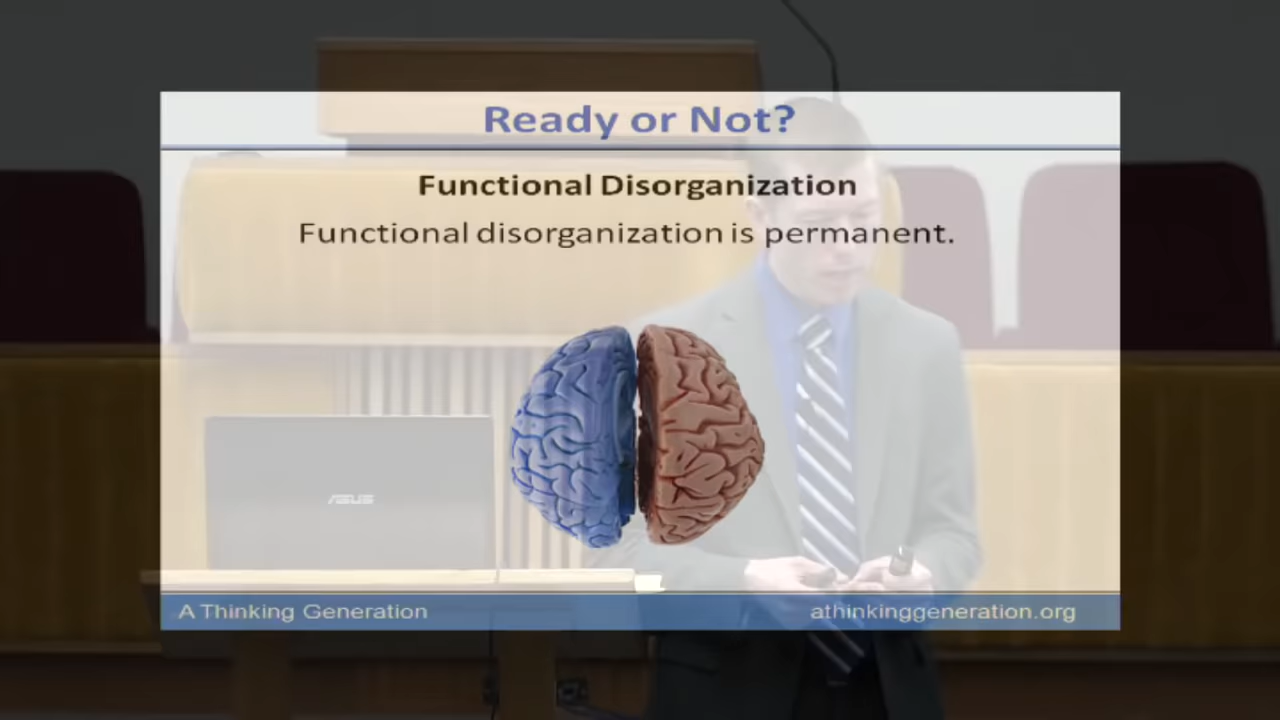 Ready or Not?
Functional Disorganization
Functional disorganization is permanent.
ASUS
A Thinking Generation
athinkinggeneration.org